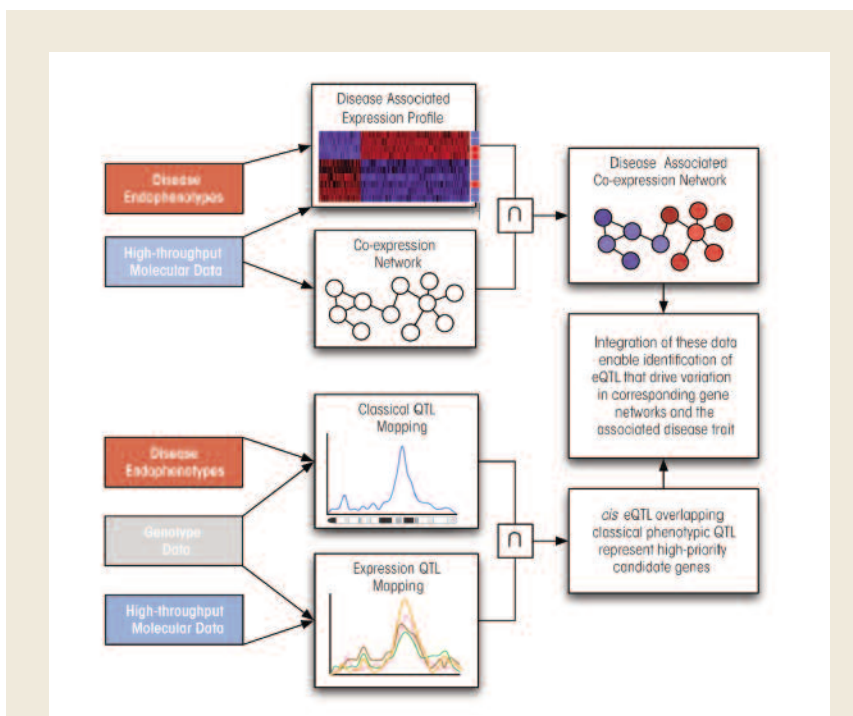 Disease Associated
Expression Profile
Disease
Endophenotypes
High-throughput
Molecular Data
Co-expression
Network
∩
Disease Associated
Co-expression Network
Integration of these data
enable identification of
eQTL that drive variation
in corresponding gene
networks and the
associated disease trait
Classical QTL
Mapping
Disease
Endophenotypes
Genotype
Data
High-throughput
Molecular Data
Expression QTL
Mapping
∩
cis eQTL overlapping
classical phenotypic QTL
represent high-priority
candidate genes